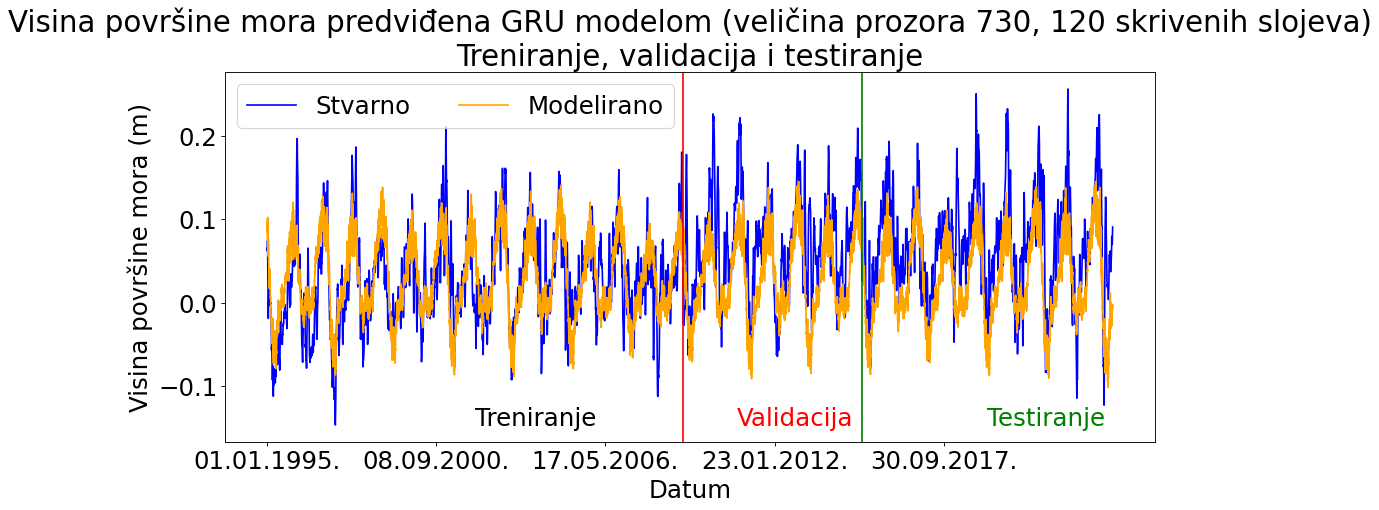 Visina površine mora predviđena GRU modelom (veličina prozora 730, 120 skrivenih slojeva)
Treniranje, validacija i testiranje
Stvarno
Modelirano
Visina površine mora (m)
0.2
0.1
0.0
−0.1
Treniranje
Validacija
Testiranje
01.01.1995.
08.09.2000.
17.05.2006.
23.01.2012.
30.09.2017.
Datum